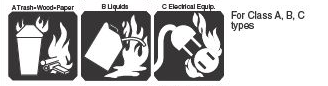 A Trash-Wood-Paper
B Liquids
C Electrical Equip.
For Class A, B, C
types